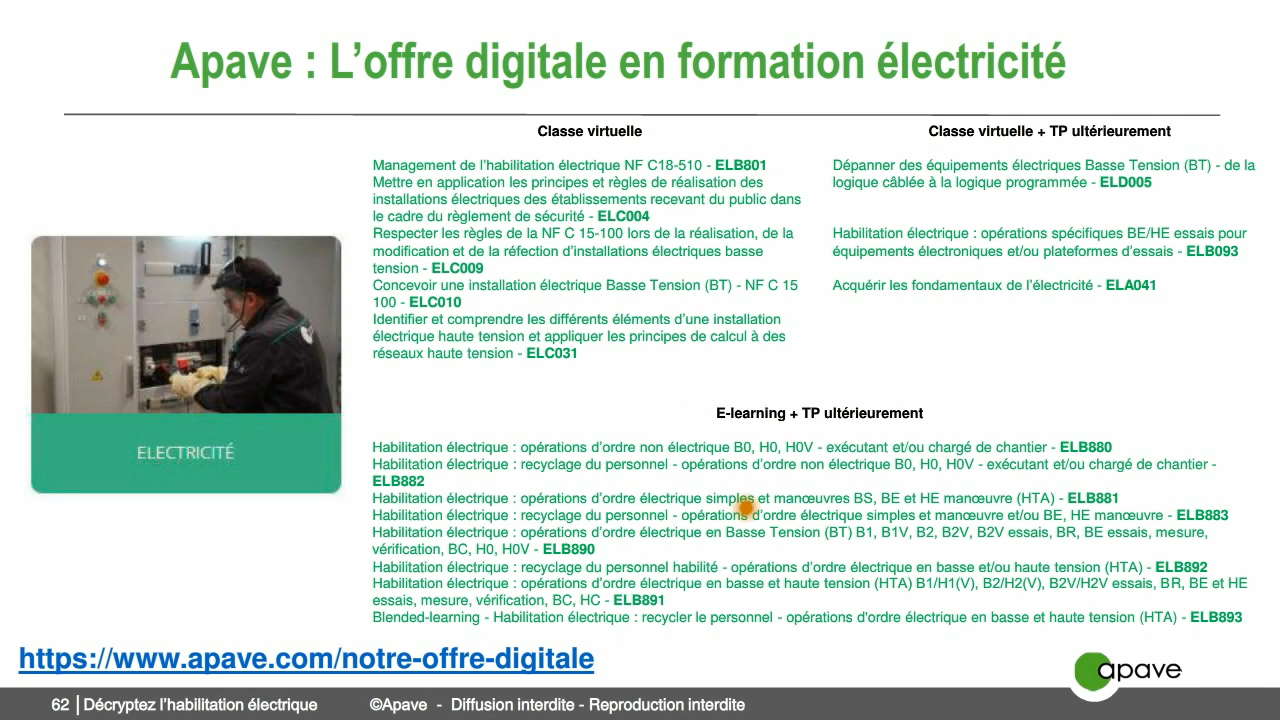 Apave : L’offre digitale en formation électricité
Classe virtuelle
Management de l’habilitation électrique NF C18-510 - ELB801
Mettre en application les principes et règles de réalisation des
installations électriques des établissements recevant du public dans
le cadre du règlement de sécurité - ELC004
Respecter les règles de la NF C 15-100 lors de la réalisation, de la
modification et de la réfection d’installations électriques basse
tension - ELC009
Concevoir une installation électrique Basse Tension (BT) - NF C 15
100 - ELC010
Identifier et comprendre les différents éléments d’une installation
électrique haute tension et appliquer les principes de calcul à des
réseaux haute tension - ELC031
Classe virtuelle + TP ultérieurement
Dépanner des équipements électriques Basse Tension (BT) - de la
logique câblée à la logique programmée - ELD005
Habilitation électrique : opérations spécifiques BE/HE essais pour
équipements électroniques et/ou plateformes d’essais - ELB093
Acquérir les fondamentaux de l’électricité - ELA041
ELECTRICITÉ
E-learning + TP ultérieurement
Habilitation électrique : opérations d’ordre non électrique B0, H0, H0V - exécutant et/ou chargé de chantier - ELB880
Habilitation électrique : recyclage du personnel - opérations d’ordre non électrique B0, H0, H0V - exécutant et/ou chargé de chantier -
ELB882
Habilitation électrique : opérations d’ordre électrique simples et manœuvres BS, BE et HE manœuvre (HTA) - ELB881
Habilitation électrique : recyclage du personnel - opérations d’ordre électrique simples et manœuvre et/ou BE, HE manœuvre - ELB883
Habilitation électrique : opérations d’ordre électrique en Basse Tension (BT) B1, B1V, B2, B2V, B2V essais, BR, BE essais, mesure,
vérification, BC, H0, H0V - ELB890
Habilitation électrique : recyclage du personnel habilité - opérations d’ordre électrique en basse et/ou haute tension (HTA) - ELB892
Habilitation électrique : opérations d’ordre électrique en basse et haute tension (HTA) B1/H1(V), B2/H2(V), B2V/H2V essais, BR, BE et HE
essais, mesure, vérification, BC, HC - ELB891
Blended-learning - Habilitation électrique : recycler le personnel - opérations d'ordre électrique en basse et haute tension (HTA) - ELB893
https://www.apave.com/notre-offre-digitale
apave
62 | Décryptez l’habilitation électrique ©Apave - Diffusion interdite - Reproduction interdite